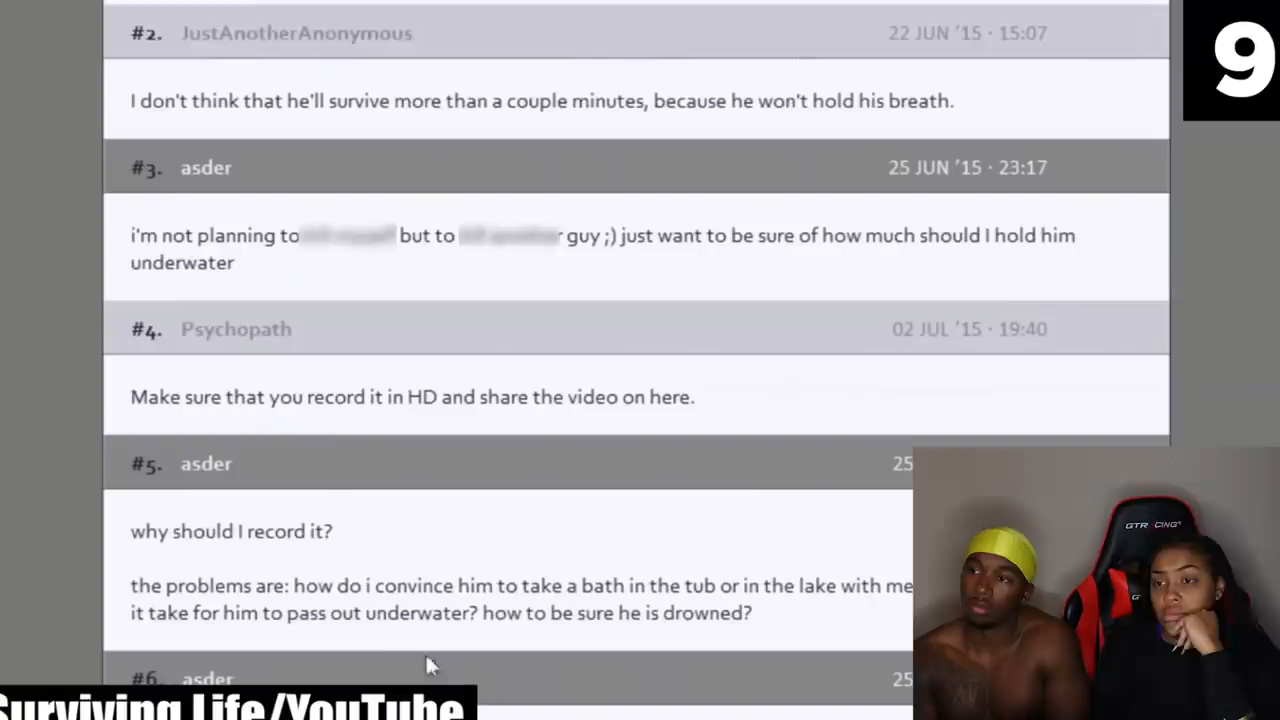 #2. JustAnotherAnonymous 22 JUN '15 · 15:07
9
I don't think that he'll survive more than a couple minutes, because he won't hold his breath.
#3. asder 25 JUN '15 · 23:17
i'm not planning to but to guy ;) just want to be sure of how much should I hold him
underwater
#4. Psychopath 02 JUL '15 · 19:40
Make sure that you record it in HD and share the video on here.
#5. asder 25
GTRACING
why should I record it?
the problems are: how do i convince him to take a bath in the tub or in the lake with me
it take for him to pass out underwater? how to be sure he is drowned?
#6. asder 25
Surviving Life/YouTube